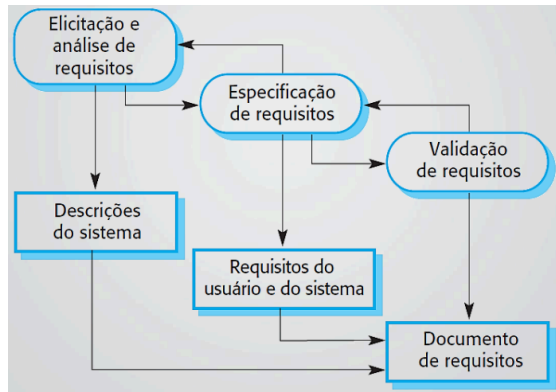 Elicitação e
análise de
requisitos
Especificação
de requisitos
Validação
de requisitos
Descrições
do sistema
Requisitos do
usuário e do sistema
Documento
de requisitos